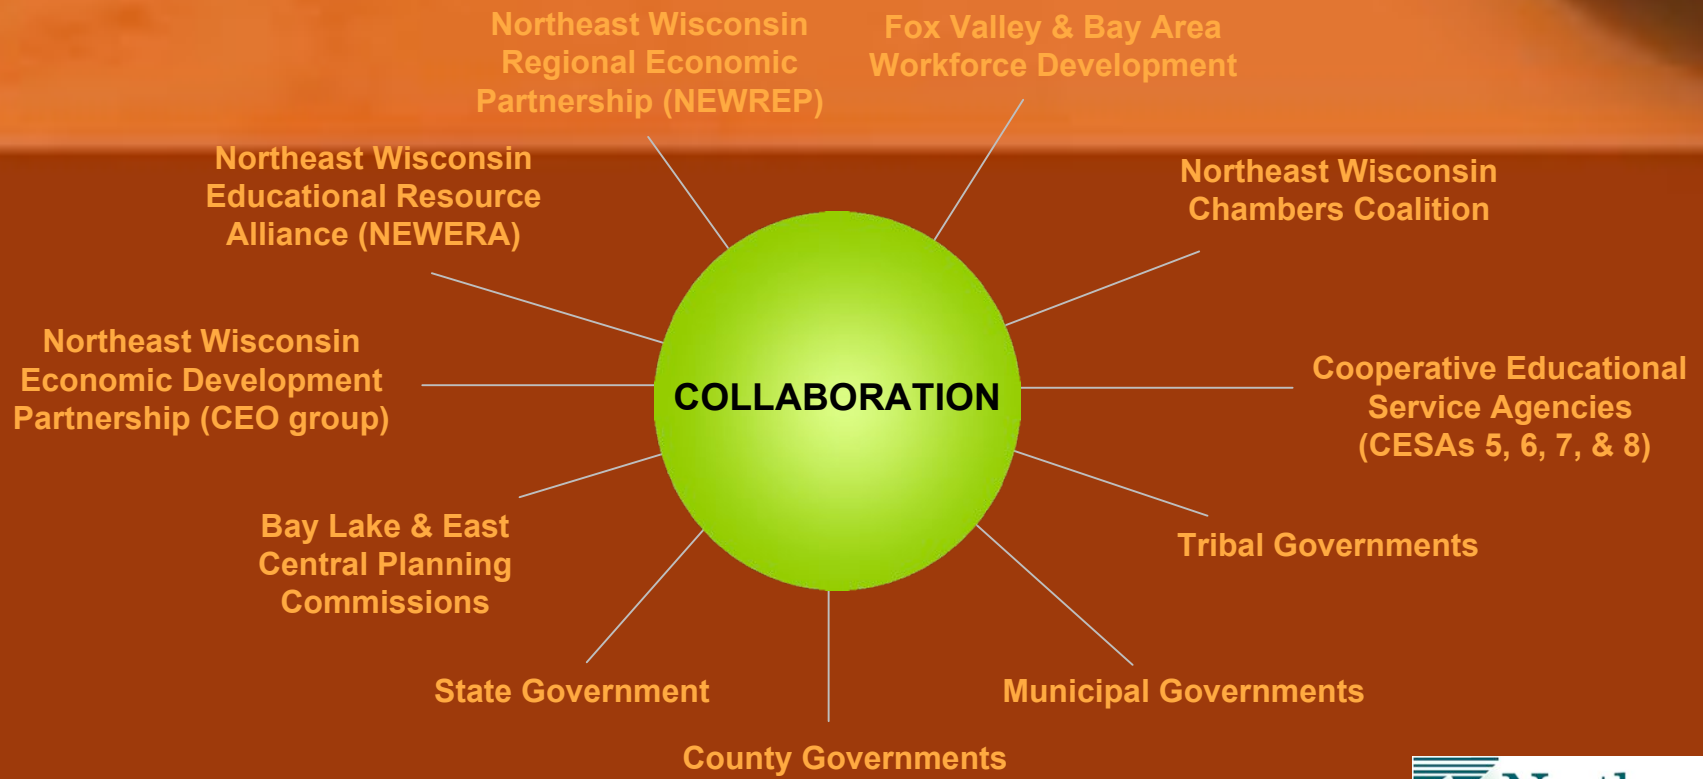 Northeast Wisconsin
Regional Economic
Partnership (NEWREP)
Fox Valley & Bay Area
Workforce Development
Northeast Wisconsin
Educational Resource
Alliance (NEWERA)
Northeast Wisconsin
Chambers Coalition
Northeast Wisconsin
Economic Development
Partnership (CEO group)
COLLABORATION
Cooperative Educational
Service Agencies
(CESAs 5, 6, 7, & 8)
Bay Lake & East
Central Planning
Commissions
Tribal Governments
State Government
Municipal Governments
County Governments